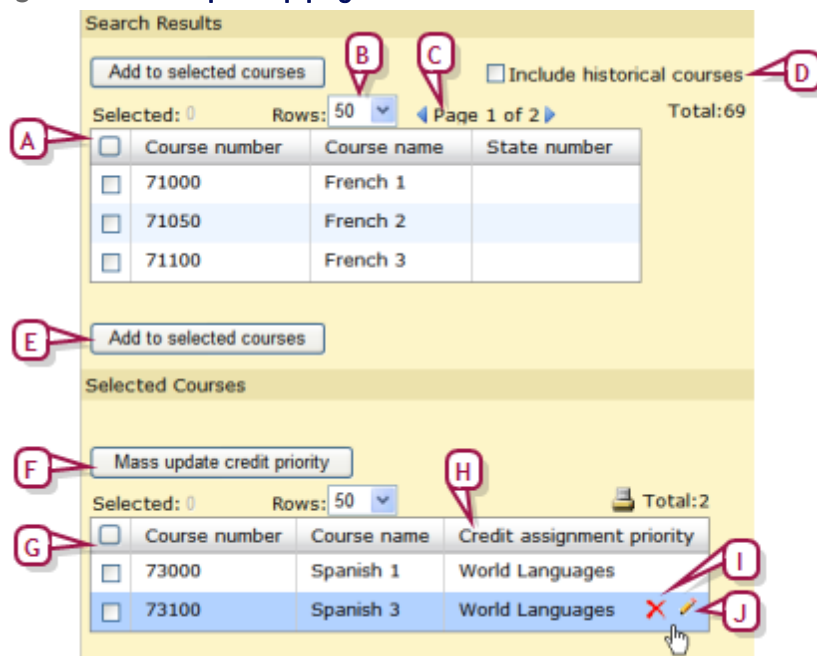 Search Results
B
C
Add to selected courses
Include historical courses
D
Selected: 0 Rows: 50 Page 1 of 2 Total:69
A
Course number Course name State number
71000 French 1
71050 French 2
71100 French 3
E
Add to selected courses
Selected Courses
F
Mass update credit priority
H
Selected: 0 Rows: 50 Total:2
G
Course number Course name Credit assignment priority
I
73000 Spanish 1 World Languages
73100 Spanish 3 World Languages
J